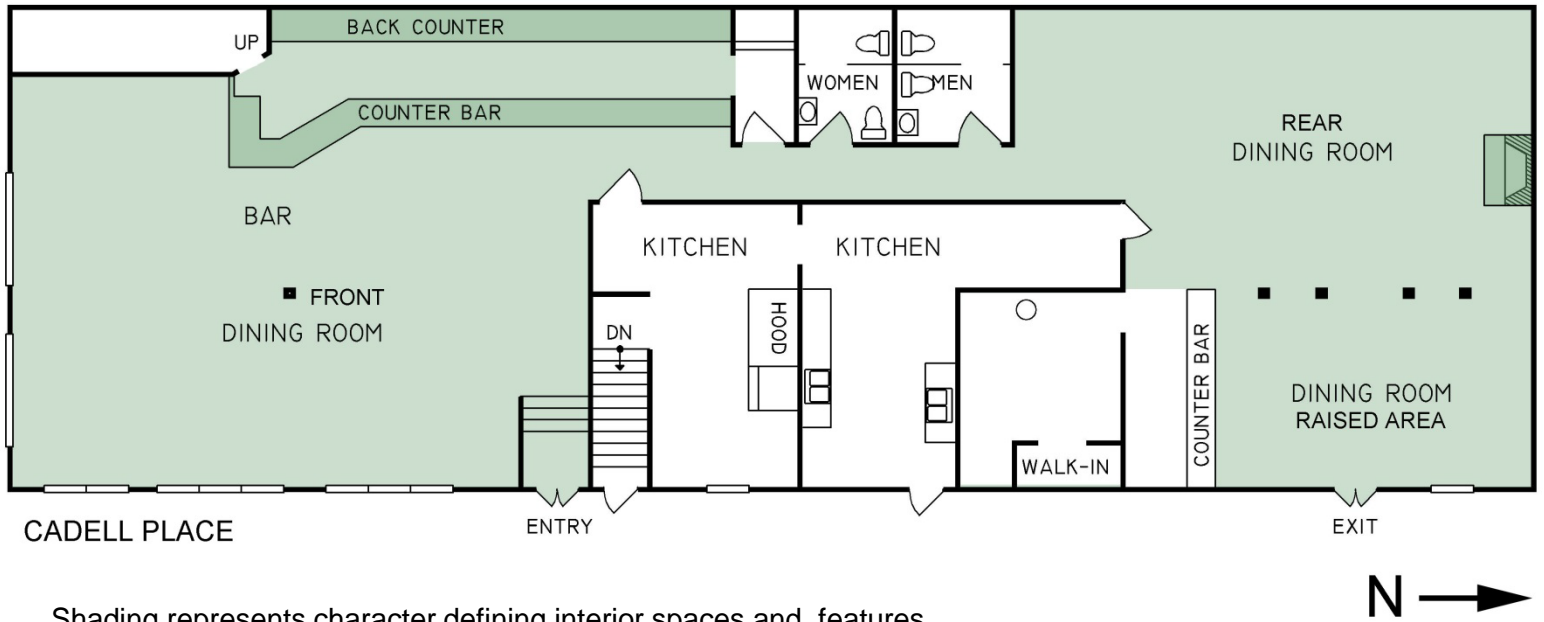 BACK COUNTER
UP
COUNTER BAR
WOMEN
MEN
REAR
DINING ROOM
BAR
FRONT
DINING ROOM
KITCHEN
KITCHEN
DN
HOOD
COUNTER BAR
DINING ROOM
RAISED AREA
WALK-IN
CADELL PLACE
ENTRY
EXIT
N
Shading represents character defining interior spaces and features